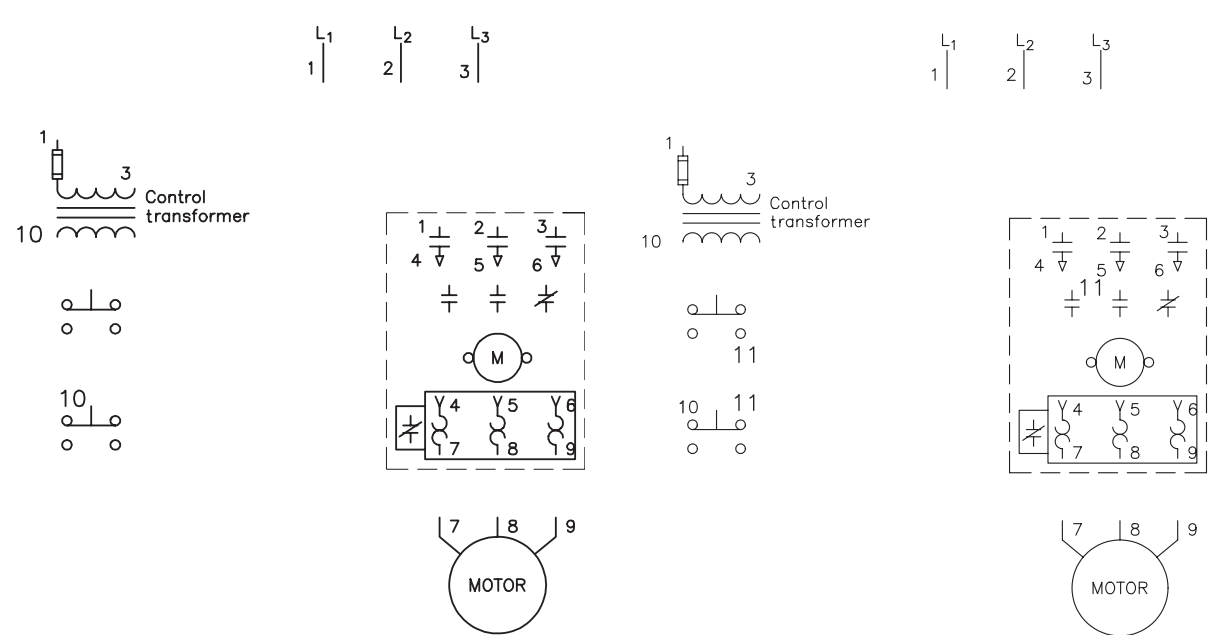 L1 L2 L3
1 2 3
1
3
Control
transformer
10
1 2 3
4 5 6
M
10
4 5 6
7 8 9
7 8 9
MOTOR
L1 L2 L3
1 2 3
1
3
Control
transformer
10
1 2 3
4 5 6
11
11
M
10 11
4 5 6
7 8 9
7 8 9
MOTOR